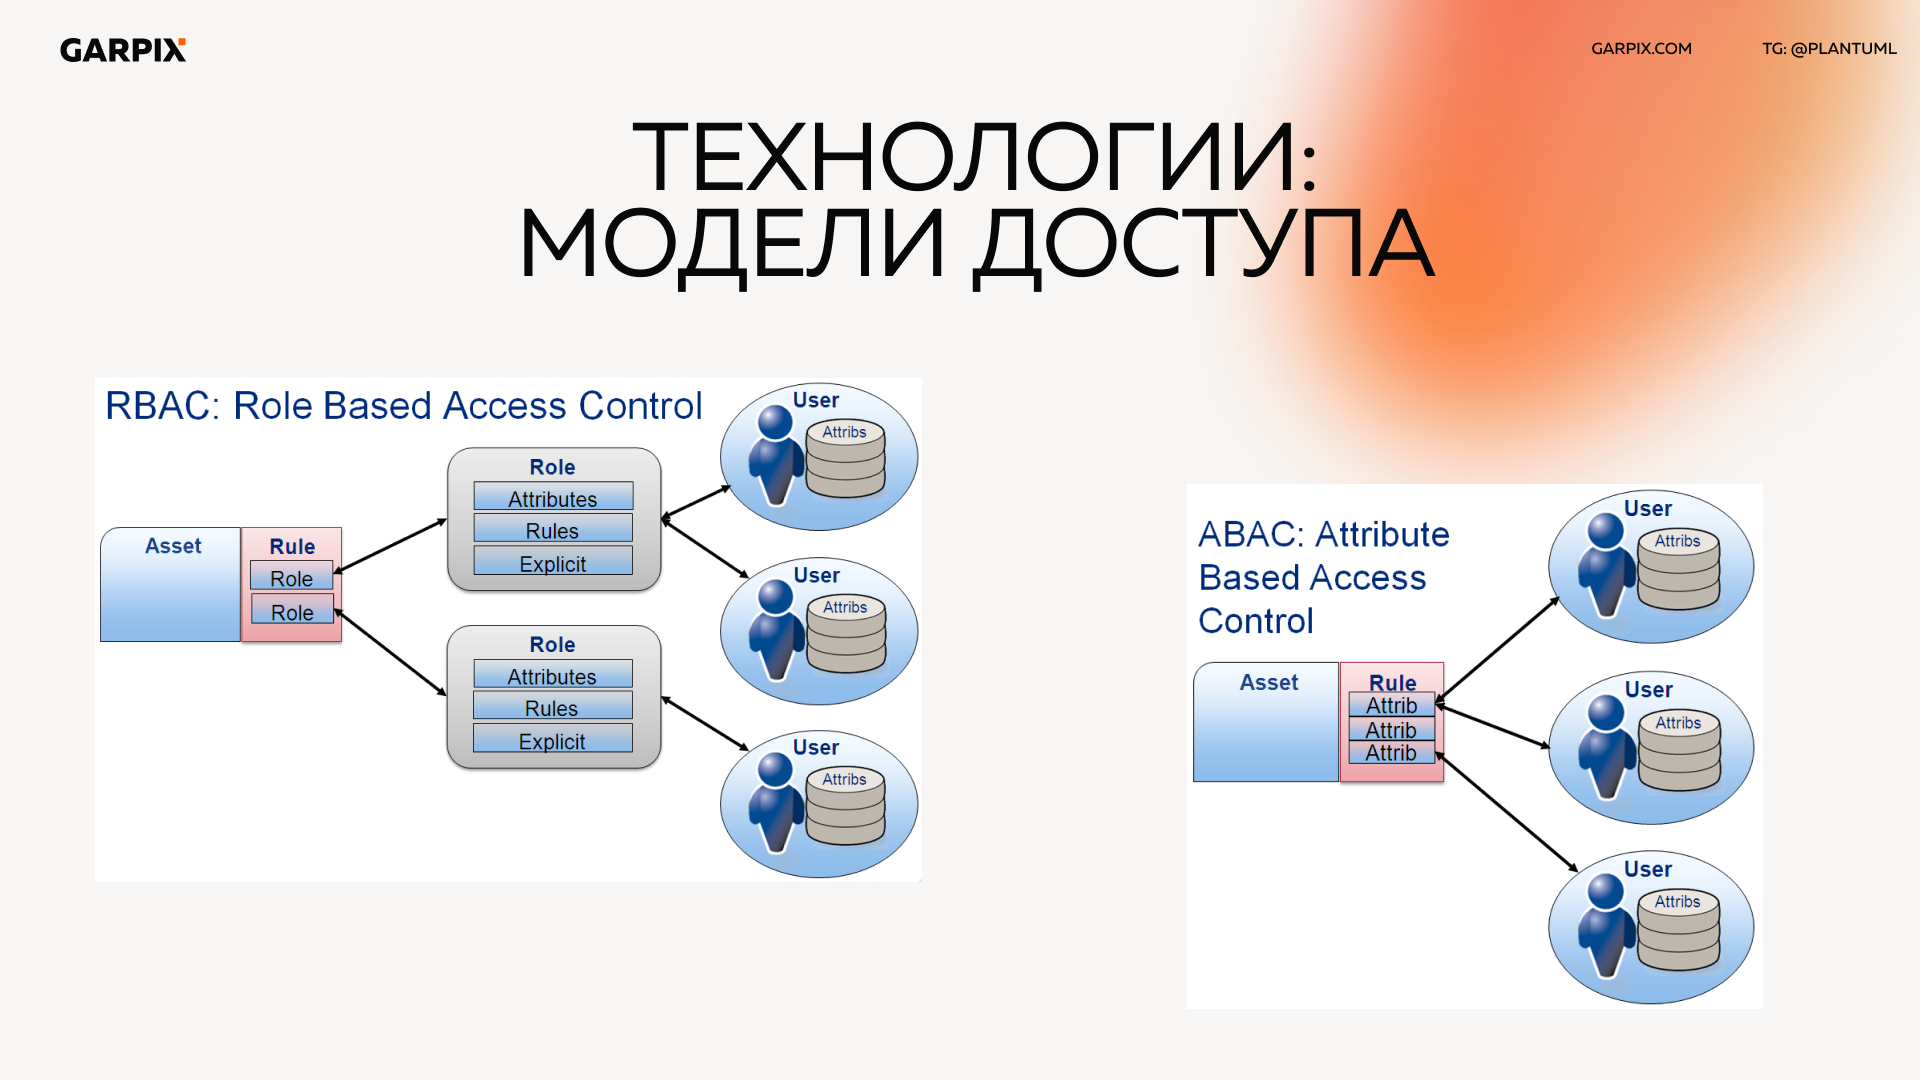 GARPIX
GARPIX.COM
TG: @PLANTUML
ТЕХНОЛОГИИ:
МОДЕЛИ ДОСТУПА
RBAC: Role Based Access Control
Asset
Rule
Role
Role
Role
Attributes
Rules
Explicit
Role
Attributes
Rules
Explicit
User
Attribs
User
Attribs
User
Attribs
ABAC: Attribute
Based Access
Control
Asset
Rule
Attrib
Attrib
Attrib
User
Attribs
User
Attribs
User
Attribs